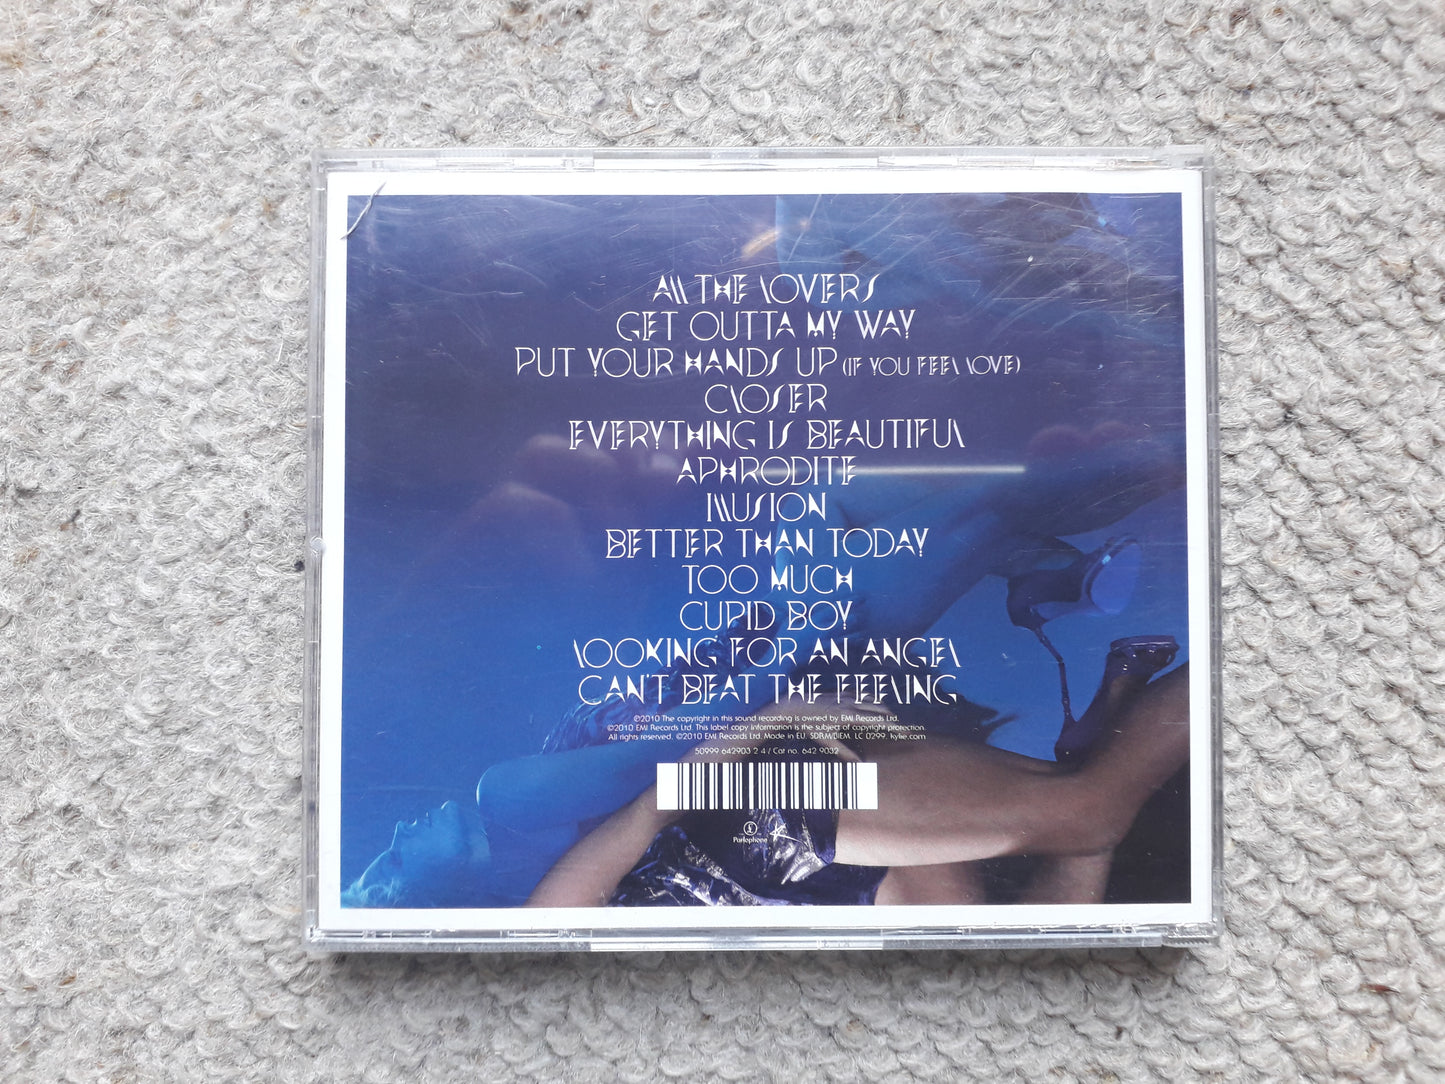 ALL THE LOVERS
GET OUTTA MY WAY
PUT YOUR HANDS UP (IF YOU FEEL LOVE)
CLOSER
EVERYTHING IS BEAUTIFUL
APHRODITE
ILLUSION
BETTER THAN TODAY
TOO MUCH
CUPID BOY
LOOKING FOR AN ANGEL
CAN'T BEAT THE FEELING
℗2010 The copyright in this sound recording is owned by EMI Records Ltd.
©2010 EMI Records Ltd. This label copy information is the subject of copyright protection.
All rights reserved. ©2010 EMI Records Ltd. Made in EU. SDRM/BIEM. LC 0299. kylie.com
50999 642903 2 4 / Cat no. 642 9032
Parlophone